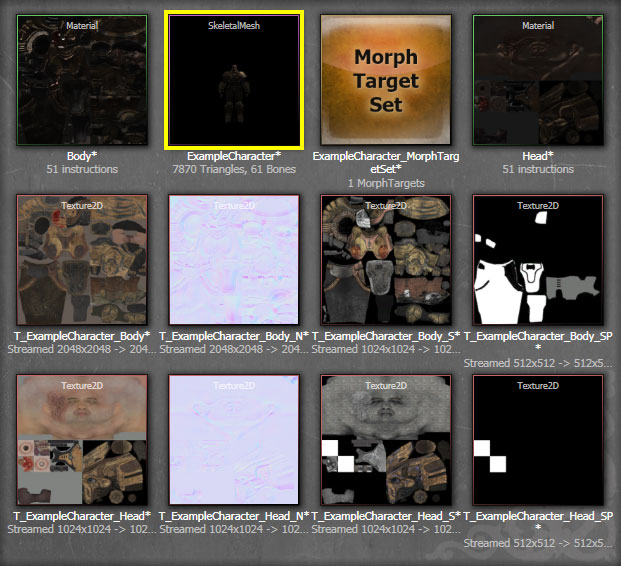 Material
SkeletalMesh
Morph
Target
Set
Material
Body*
51 instructions
ExampleCharacter*
7870 Triangles, 61 Bones
ExampleCharacter_MorphTarg
etSet*
1 MorphTargets
Head*
51 instructions
Texture2D
Texture2D
Texture2D
Texture2D
T_ExampleCharacter_Body*
Streamed 2048x2048 -> 204...
T_ExampleCharacter_Body_N*
Streamed 2048x2048 -> 204...
T_ExampleCharacter_Body_S*
Streamed 1024x1024 -> 102...
T_ExampleCharacter_Body_SP
*
Streamed 512x512 -> 512x5...
Texture2D
Texture2D
Texture2D
Texture2D
T_ExampleCharacter_Head*
Streamed 1024x1024 -> 102...
T_ExampleCharacter_Head_N*
Streamed 1024x1024 -> 102...
T_ExampleCharacter_Head_S*
Streamed 1024x1024 -> 102...
T_ExampleCharacter_Head_SP
*
Streamed 512x512 -> 512x5...